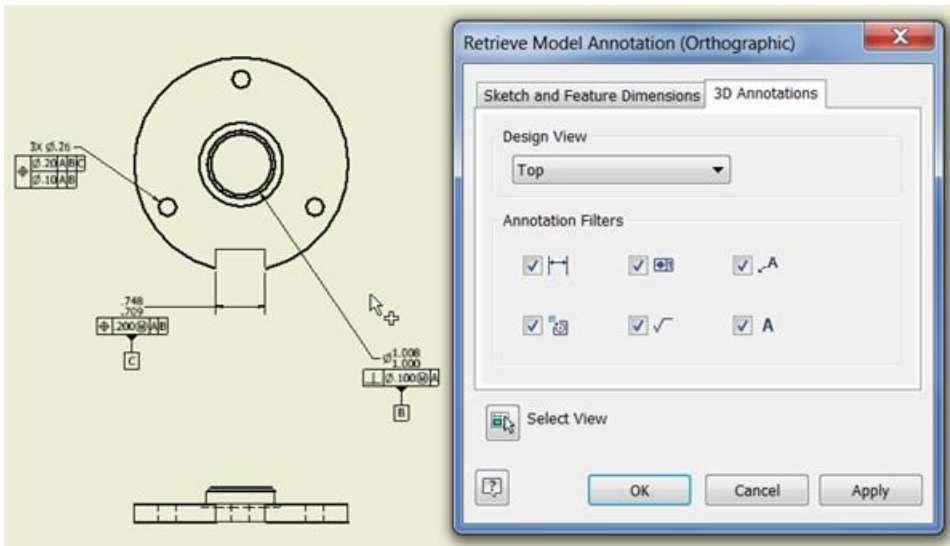 Retrieve Model Annotation (Orthographic)
Sketch and Feature Dimensions 3D Annotations
Design View
Top
Annotation Filters
A
A
Select View
OK Cancel Apply
3X Ø.26
⌖ Ø.20 A B C
Ø.10 A B
.748
.709
⌖ .200 Ⓜ A B
C
Ø 1.008
1.000
⟂ Ø.100 Ⓜ A
B